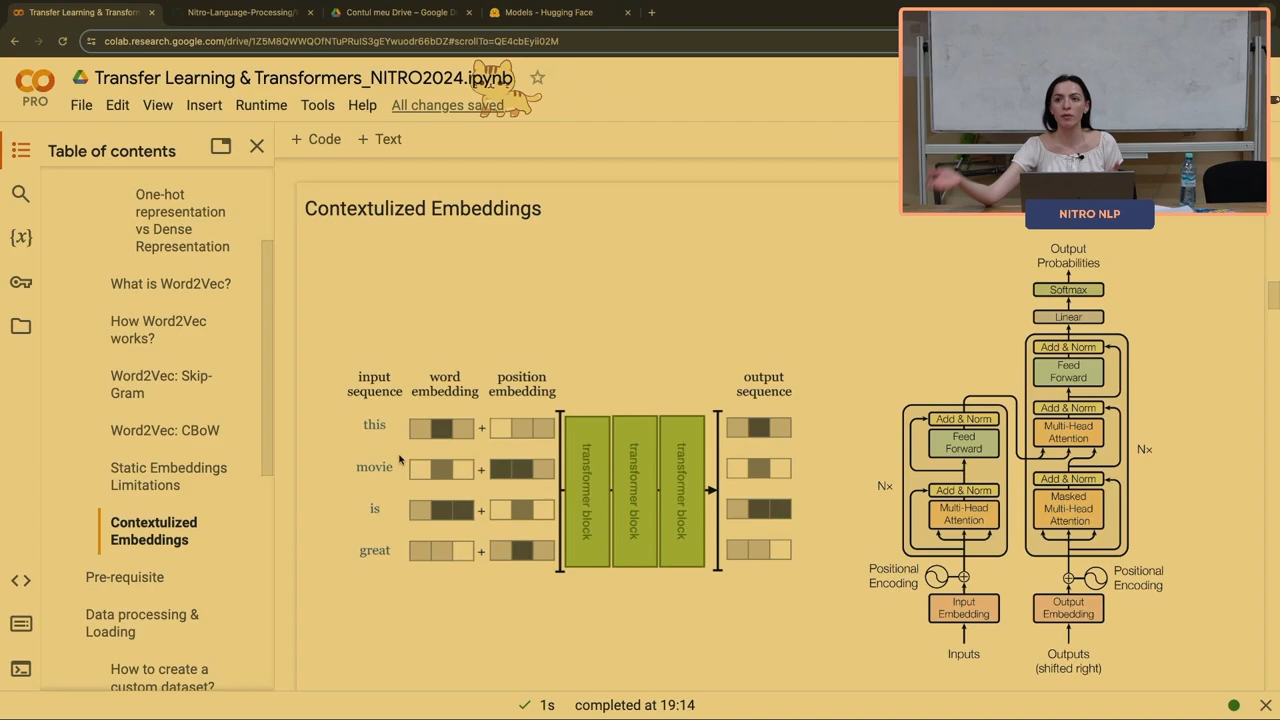 Transfer Learning & Transform
Nitro-Language-Processing/
Contul meu Drive – Google D
Models - Hugging Face
colab.research.google.com/drive/1Z5M8QWWQOfNTuPRulS3gEYwuodr66bDZ#scrollTo=QE4cbEyii02M
PRO
Transfer Learning & Transformers_NITRO2024.ipynb
File Edit View Insert Runtime Tools Help All changes saved
+ Code + Text
Table of contents
One-hot
representation
vs Dense
Representation
What is Word2Vec?
How Word2Vec
works?
Word2Vec: Skip-
Gram
Word2Vec: CBoW
Static Embeddings
Limitations
Contextulized
Embeddings
Pre-requisite
Data processing &
Loading
How to create a
custom dataset?
{x}
Contextulized Embeddings
NITRO NLP
input
sequence
word
embedding
position
embedding
output
sequence
this
+
movie
+
is
+
great
+
transformer block
transformer block
transformer block
Output
Probabilities
Softmax
Linear
Add & Norm
Feed
Forward
Add & Norm
Multi-Head
Attention
Add & Norm
Masked
Multi-Head
Attention
Nx
Add & Norm
Feed
Forward
Add & Norm
Multi-Head
Attention
Nx
Positional
Encoding
Positional
Encoding
Input
Embedding
Output
Embedding
Inputs
Outputs
(shifted right)
1s completed at 19:14